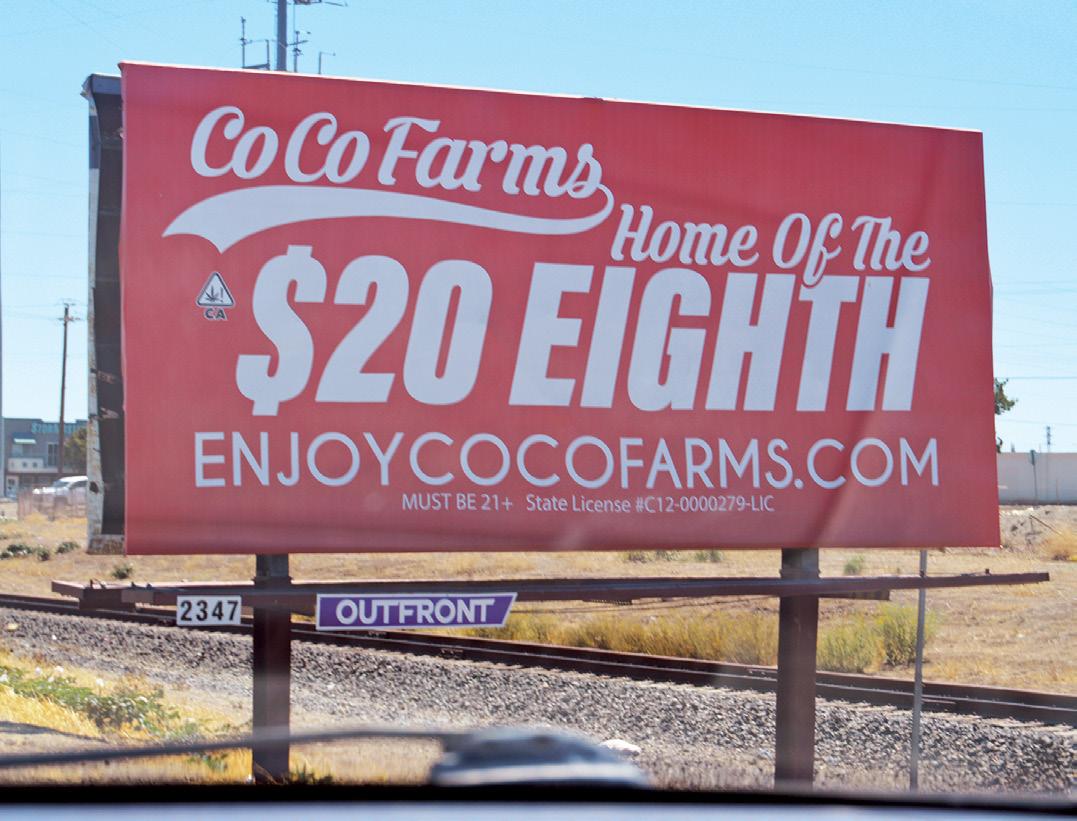 CoCo Farms
Home Of The
$20 EIGHTH
CA
ENJOYCOCOFARMS.COM
MUST BE 21+ State License #C12-0000279-LIC
2347
OUTFRONT